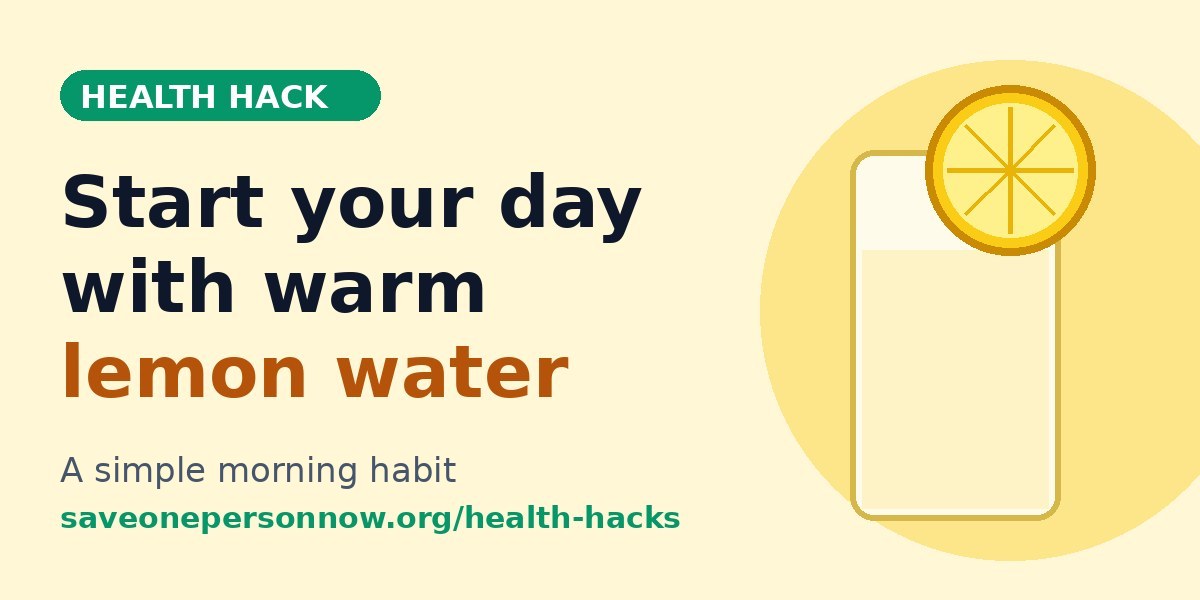 HEALTH HACK
Start your day
with warm
lemon water
A simple morning habit
saveonepersonnow.org/health-hacks